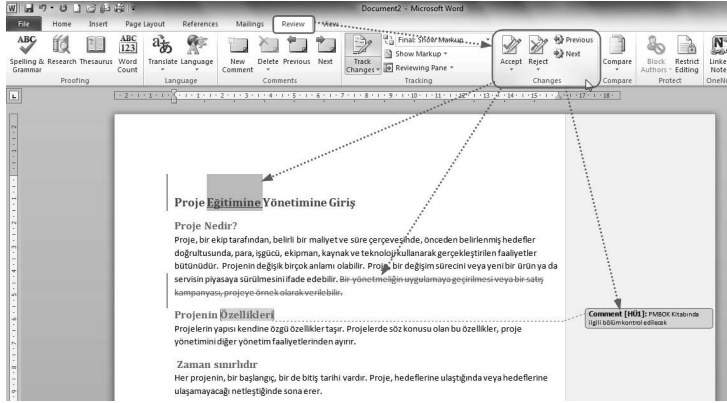 Document2 - Microsoft Word
File Home Insert Page Layout References Mailings Review View
Spelling & Grammar Research Thesaurus Word Count Translate Language New Comment Delete Previous Next Track Changes Final: Show Markup Show Markup Reviewing Pane Accept Reject Previous Next Compare Block Authors Restrict Editing Linke Note
Proofing Language Comments Tracking Changes Compare Protect OneNo
Proje Eğitimine Yönetimine Giriş
Proje Nedir?
Proje, bir ekip tarafından, belirli bir maliyet ve süre çerçevesinde, önceden belirlenmiş hedefler
doğrultusunda, para, işgücü, ekipman, kaynak ve teknoloji kullanarak gerçekleştirilen faaliyetler
bütünüdür. Projenin değişik birçok anlamı olabilir. Proje, bir değişim sürecini veya yeni bir ürün ya da
servisin piyasaya sürülmesini ifade edebilir. Bir yönetmeliğin uygulamaya geçirilmesi veya bir satış
kampanyası, projeye örnek olarak verilebilir.
Projenin Özellikleri
Comment [HÜ1]: PMBOK Kitabında
ilgili bölüm kontrol edilecek
Projelerin yapısı kendine özgü özellikler taşır. Projelerde söz konusu olan bu özellikler, proje
yönetimini diğer yönetim faaliyetlerinden ayırır.
Zaman sınırlıdır
Her projenin, bir başlangıç, bir de bitiş tarihi vardır. Proje, hedeflerine ulaştığında veya hedeflerine
ulaşamayacağı netleştiğinde sona erer.